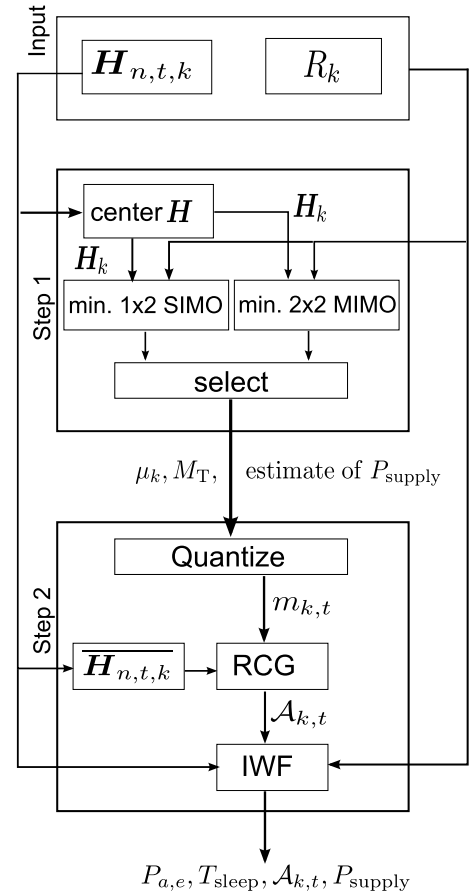 Input
H_{n,t,k} R_k
Step 1
center H
H_k
H_k
min. 1x2 SIMO min. 2x2 MIMO
select
μ_k, M_T, estimate of P_supply
Step 2
Quantize
m_{k,t}
\overline{H_{n,t,k}} RCG
𝒜_{k,t}
IWF
P_{a,e}, T_sleep, 𝒜_{k,t}, P_supply